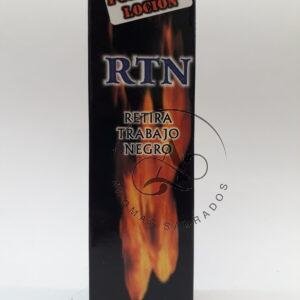 LOCION
RTN
RETIRA
TRABAJO
NEGRO